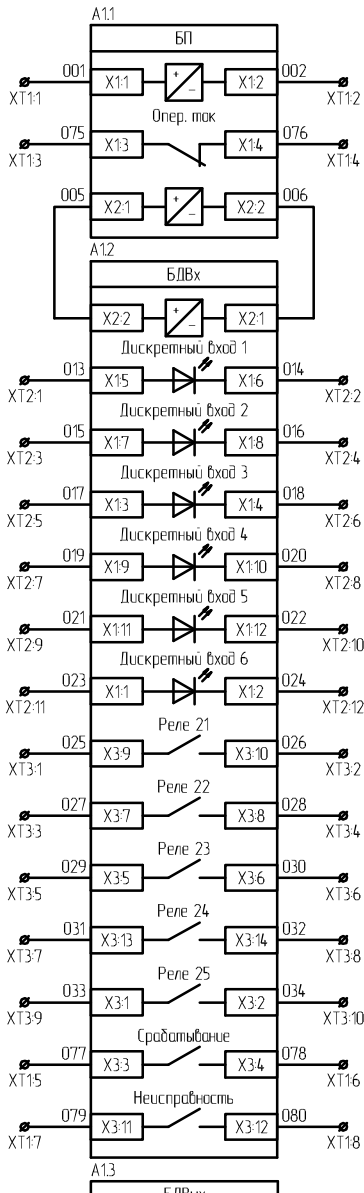 A1.1
БП
001 002
X1:1 + − X1:2
XT1:1 XT1:2
Опер. ток
075 076
X1:3 X1:4
XT1:3 XT1:4
005 006
X2:1 + − X2:2
A1.2
БДВх
X2:2 + − X2:1
Дискретный вход 1
013 014
X1:5 X1:6
XT2:1 XT2:2
Дискретный вход 2
015 016
X1:7 X1:8
XT2:3 XT2:4
Дискретный вход 3
017 018
X1:3 X1:4
XT2:5 XT2:6
Дискретный вход 4
019 020
X1:9 X1:10
XT2:7 XT2:8
Дискретный вход 5
021 022
X1:11 X1:12
XT2:9 XT2:10
Дискретный вход 6
023 024
X1:1 X1:2
XT2:11 XT2:12
Реле 21
025 026
X3:9 X3:10
XT3:1 XT3:2
Реле 22
027 028
X3:7 X3:8
XT3:3 XT3:4
Реле 23
029 030
X3:5 X3:6
XT3:5 XT3:6
Реле 24
031 032
X3:13 X3:14
XT3:7 XT3:8
Реле 25
033 034
X3:1 X3:2
XT3:9 XT3:10
Срабатывание
077 078
X3:3 X3:4
XT1:5 XT1:6
Неисправность
079 080
X3:11 X3:12
XT1:7 XT1:8
A1.3